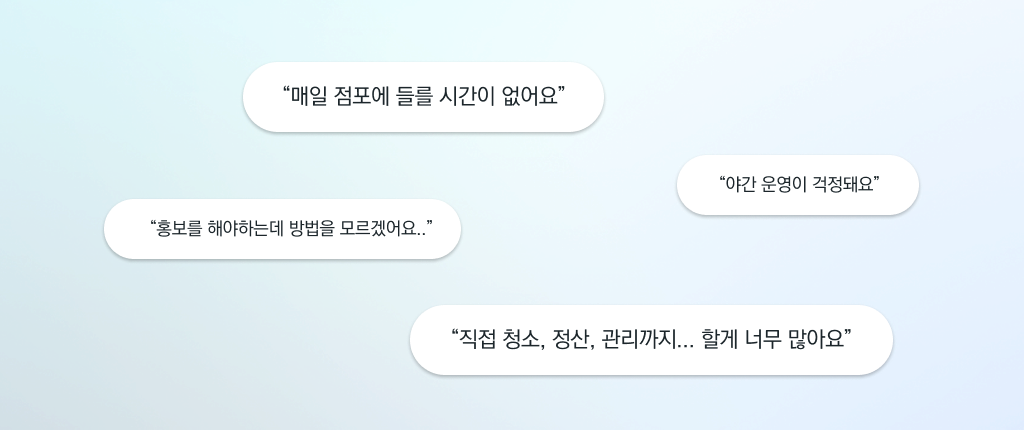 “매일 점포에 들를 시간이 없어요”
“야간 운영이 걱정돼요”
“홍보를 해야하는데 방법을 모르겠어요..”
“직접 청소, 정산, 관리까지... 할게 너무 많아요”